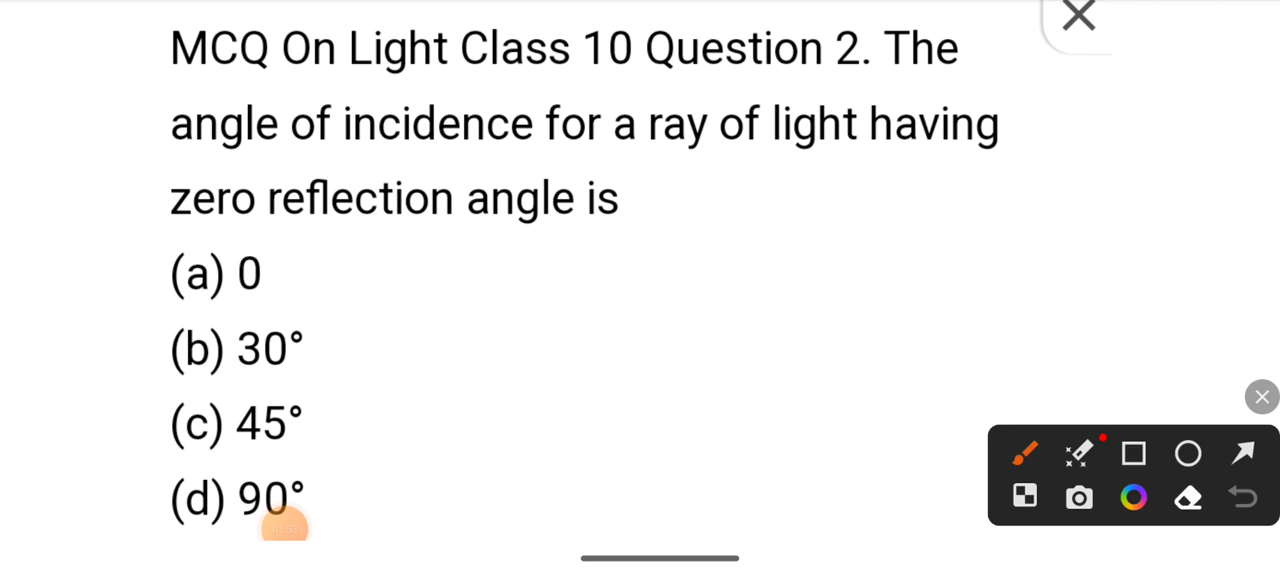 MCQ On Light Class 10 Question 2. The
angle of incidence for a ray of light having
zero reflection angle is
(a) 0
(b) 30°
(c) 45°
(d) 90°